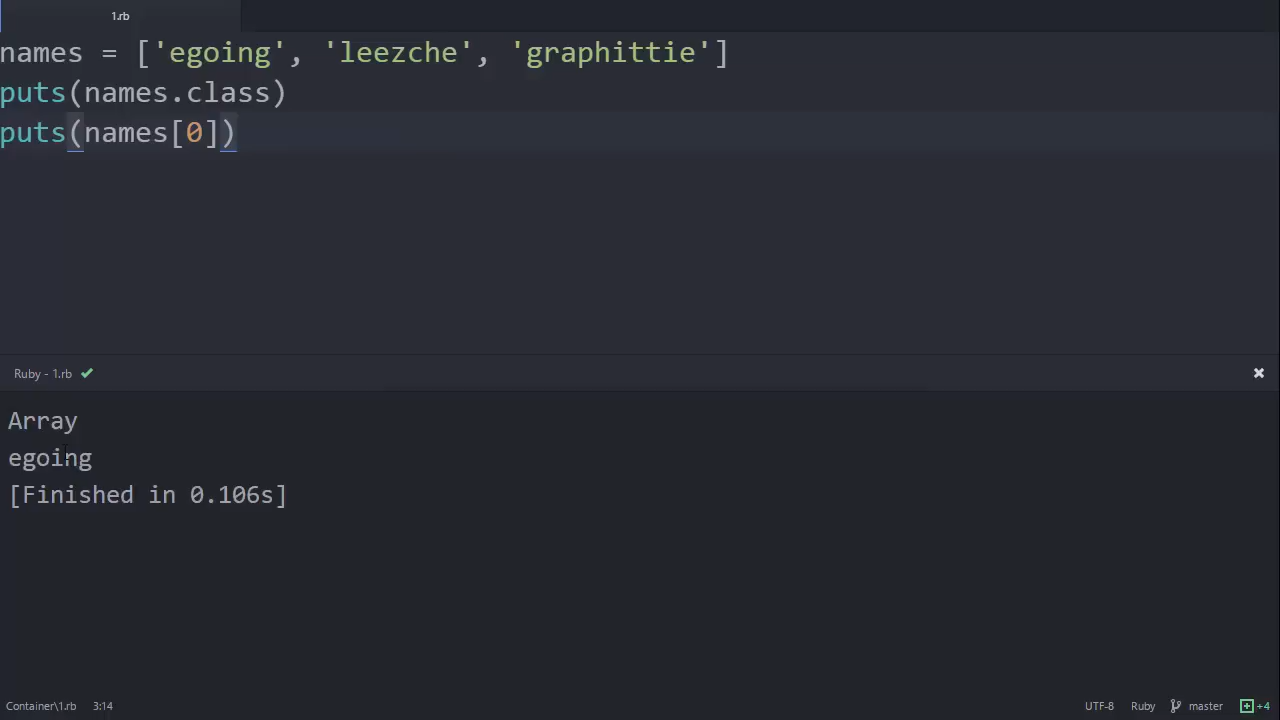 1.rb
names = ['egoing', 'leezche', 'graphittie']
puts(names.class)
puts(names[0])
Ruby - 1.rb
Array
egoing
[Finished in 0.106s]
Container\1.rb 3:14 UTF-8 Ruby master +4